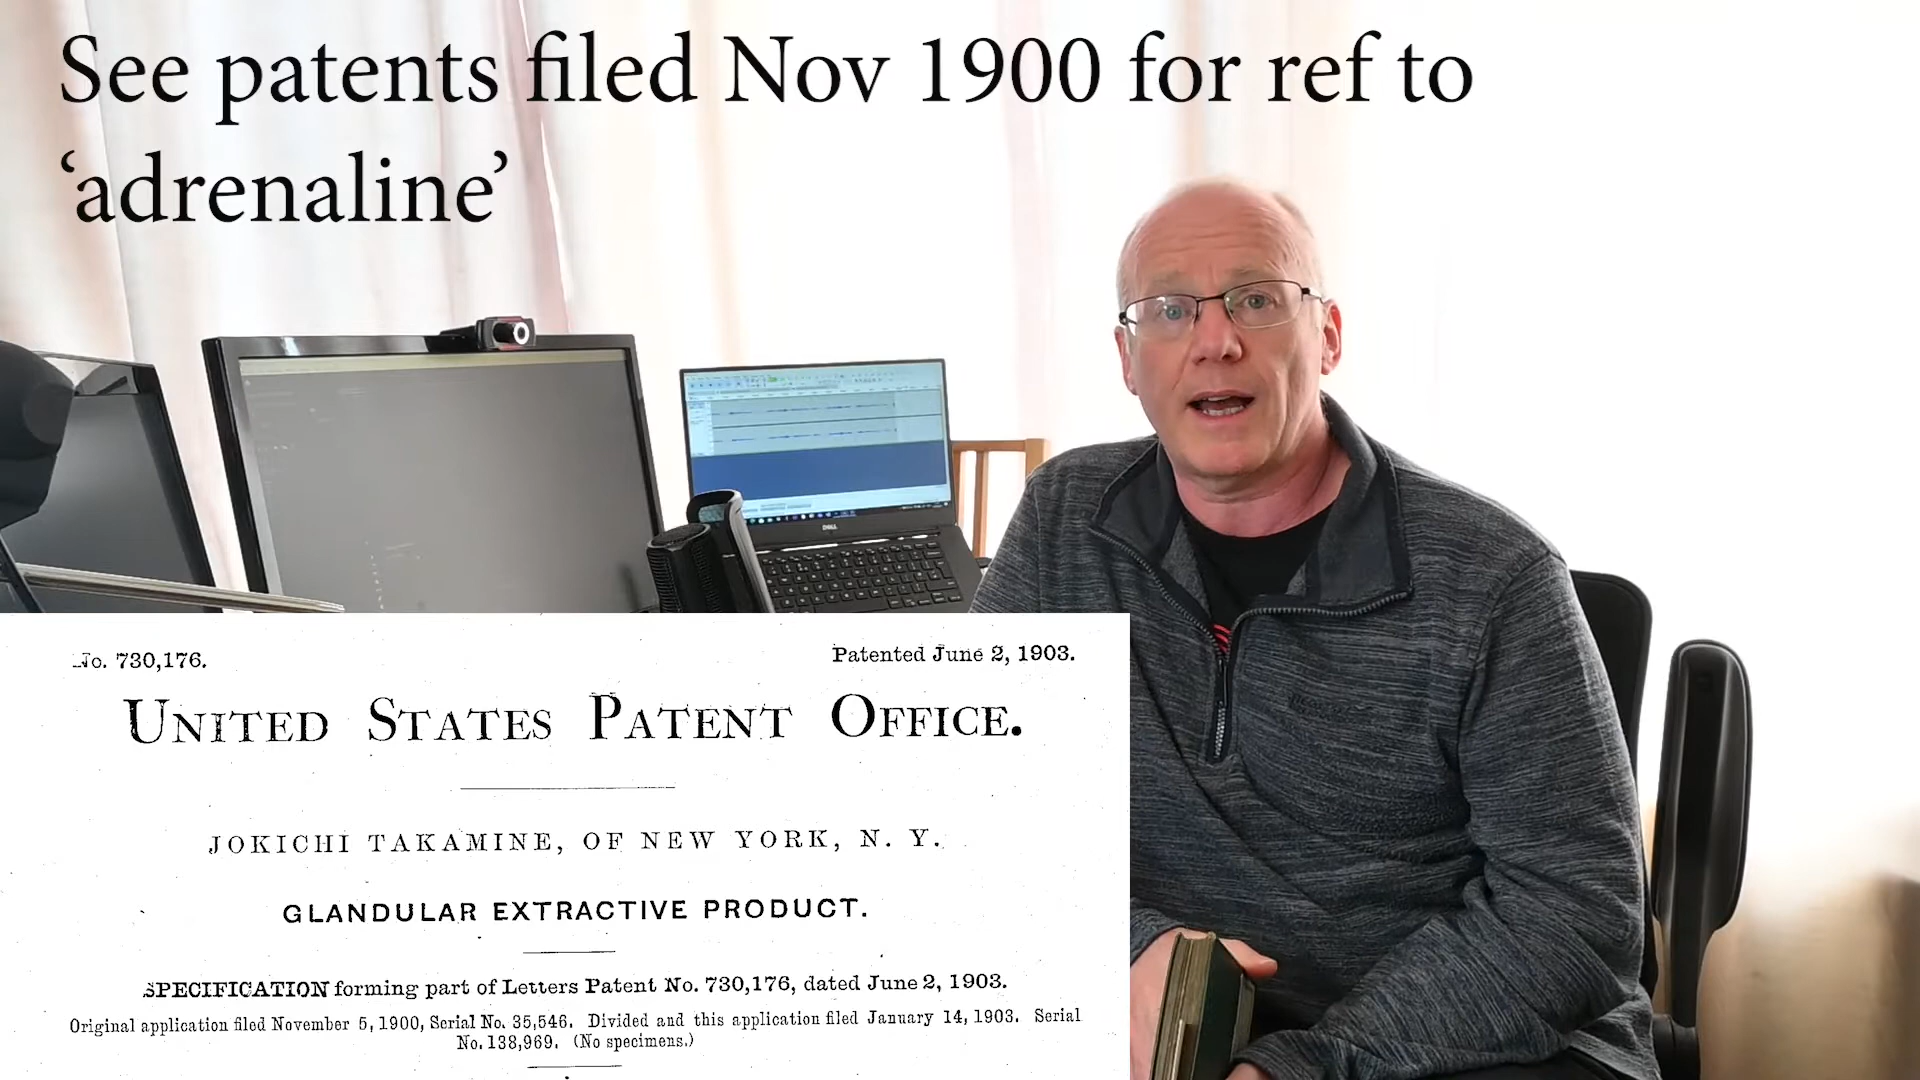 See patents filed Nov 1900 for ref to
‘adrenaline’
DELL
No. 730,176.
Patented June 2, 1903.
UNITED STATES PATENT OFFICE.
JOKICHI TAKAMINE, OF NEW YORK, N. Y.
GLANDULAR EXTRACTIVE PRODUCT.
SPECIFICATION forming part of Letters Patent No. 730,176, dated June 2, 1903.
Original application filed November 5, 1900, Serial No. 35,546. Divided and this application filed January 14, 1903. Serial
No. 138,969. (No specimens.)